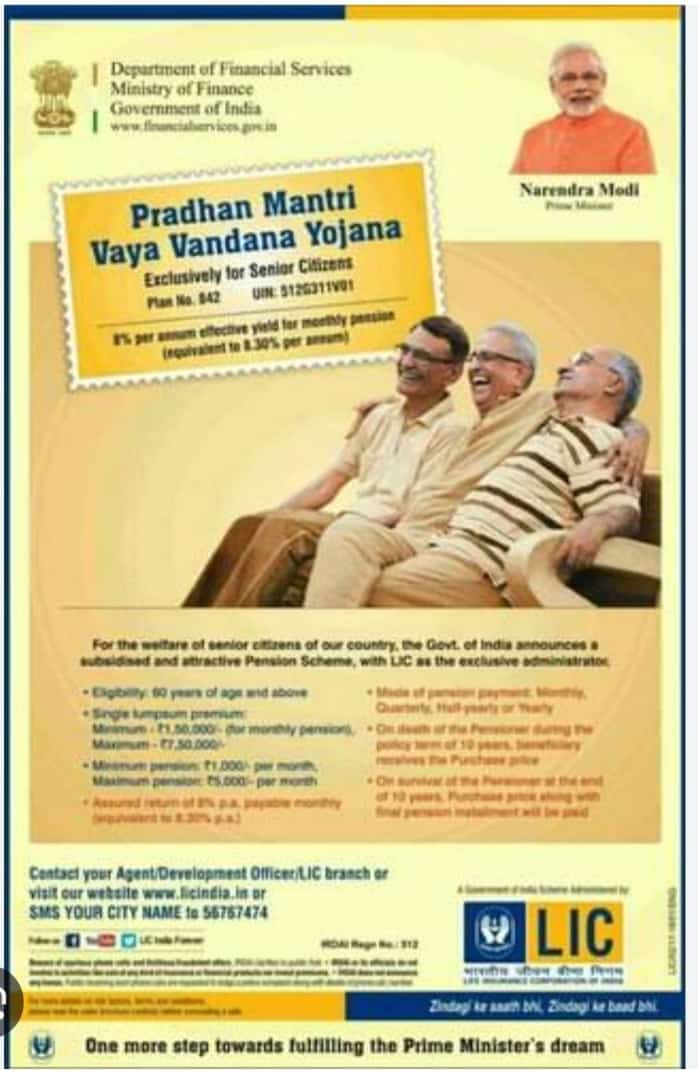 Department of Financial Services
Ministry of Finance
Government of India
www.financialservices.gov.in
Narendra Modi
Prime Minister
Pradhan Mantri
Vaya Vandana Yojana
Exclusively for Senior Citizens
Plan No. 842 UIN: 512G311V01
8% per annum effective yield for monthly pension
(equivalent to 8.30% per annum)
For the welfare of senior citizens of our country, the Govt. of India announces a
subsidised and attractive Pension Scheme, with LIC as the exclusive administrator.
• Eligibility: 60 years of age and above
• Single lumpsum premium:
Minimum - ₹1,50,000/- (for monthly pension),
Maximum - ₹7,50,000/-
• Minimum pension: ₹1,000/- per month,
Maximum pension: ₹5,000/- per month
• Assured return of 8% p.a. payable monthly
(equivalent to 8.30% p.a.)
• Mode of pension payment: Monthly,
Quarterly, Half-yearly or Yearly
• On death of the Pensioner during the
policy term of 10 years, beneficiary
receives the Purchase price
• On survival of the Pensioner at the end
of 10 years, Purchase price along with
final pension installment will be paid
Contact your Agent/Development Officer/LIC branch or
visit our website www.licindia.in or
SMS YOUR CITY NAME to 56767474
Follow us YouTube LIC India Forever
IRDAI Regn No.: 512
A Government of India Scheme Administered by
LIC
भारतीय जीवन बीमा निगम
LIFE INSURANCE CORPORATION OF INDIA
Zindagi ke saath bhi, Zindagi ke baad bhi.
One more step towards fulfilling the Prime Minister's dream